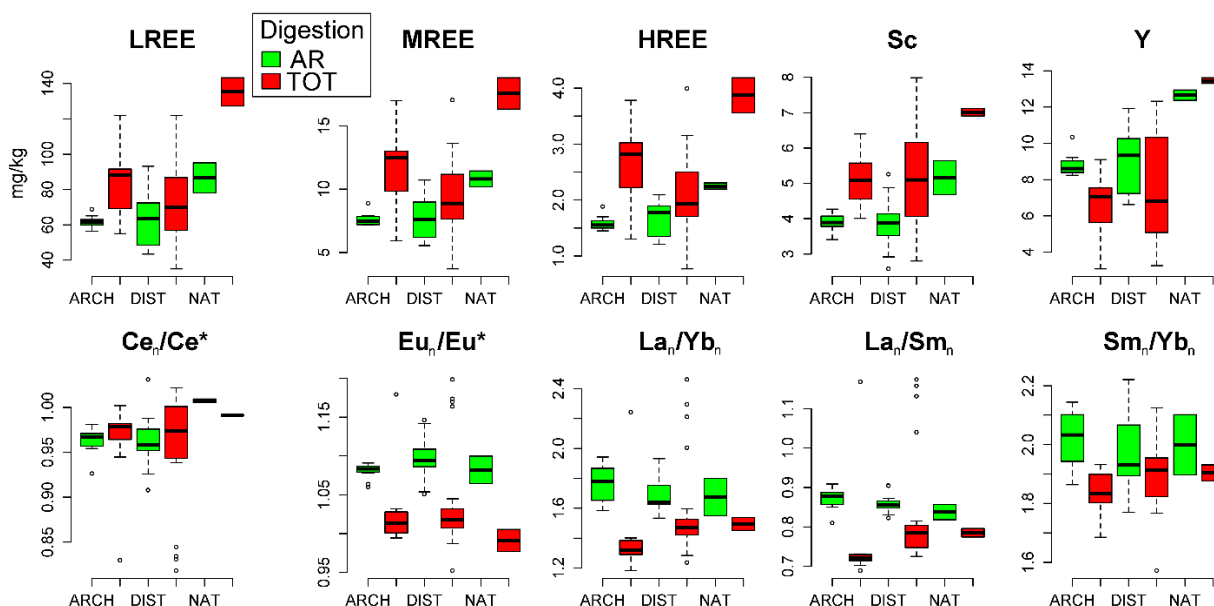 LREE
MREE
HREE
Sc
Y
Digestion
AR
TOT
mg/kg
40
60
80
100
140
5
10
15
1.0
2.0
3.0
4.0
3
4
5
6
7
8
4
6
8
10
12
14
ARCH DIST NAT
ARCH DIST NAT
ARCH DIST NAT
ARCH DIST NAT
ARCH DIST NAT
Ceₙ/Ce*
Euₙ/Eu*
Laₙ/Ybₙ
Laₙ/Smₙ
Smₙ/Ybₙ
0.85
0.90
0.95
1.00
0.95
1.05
1.15
1.2
1.6
2.0
2.4
0.7
0.8
0.9
1.0
1.1
1.6
1.8
2.0
2.2
ARCH DIST NAT
ARCH DIST NAT
ARCH DIST NAT
ARCH DIST NAT
ARCH DIST NAT